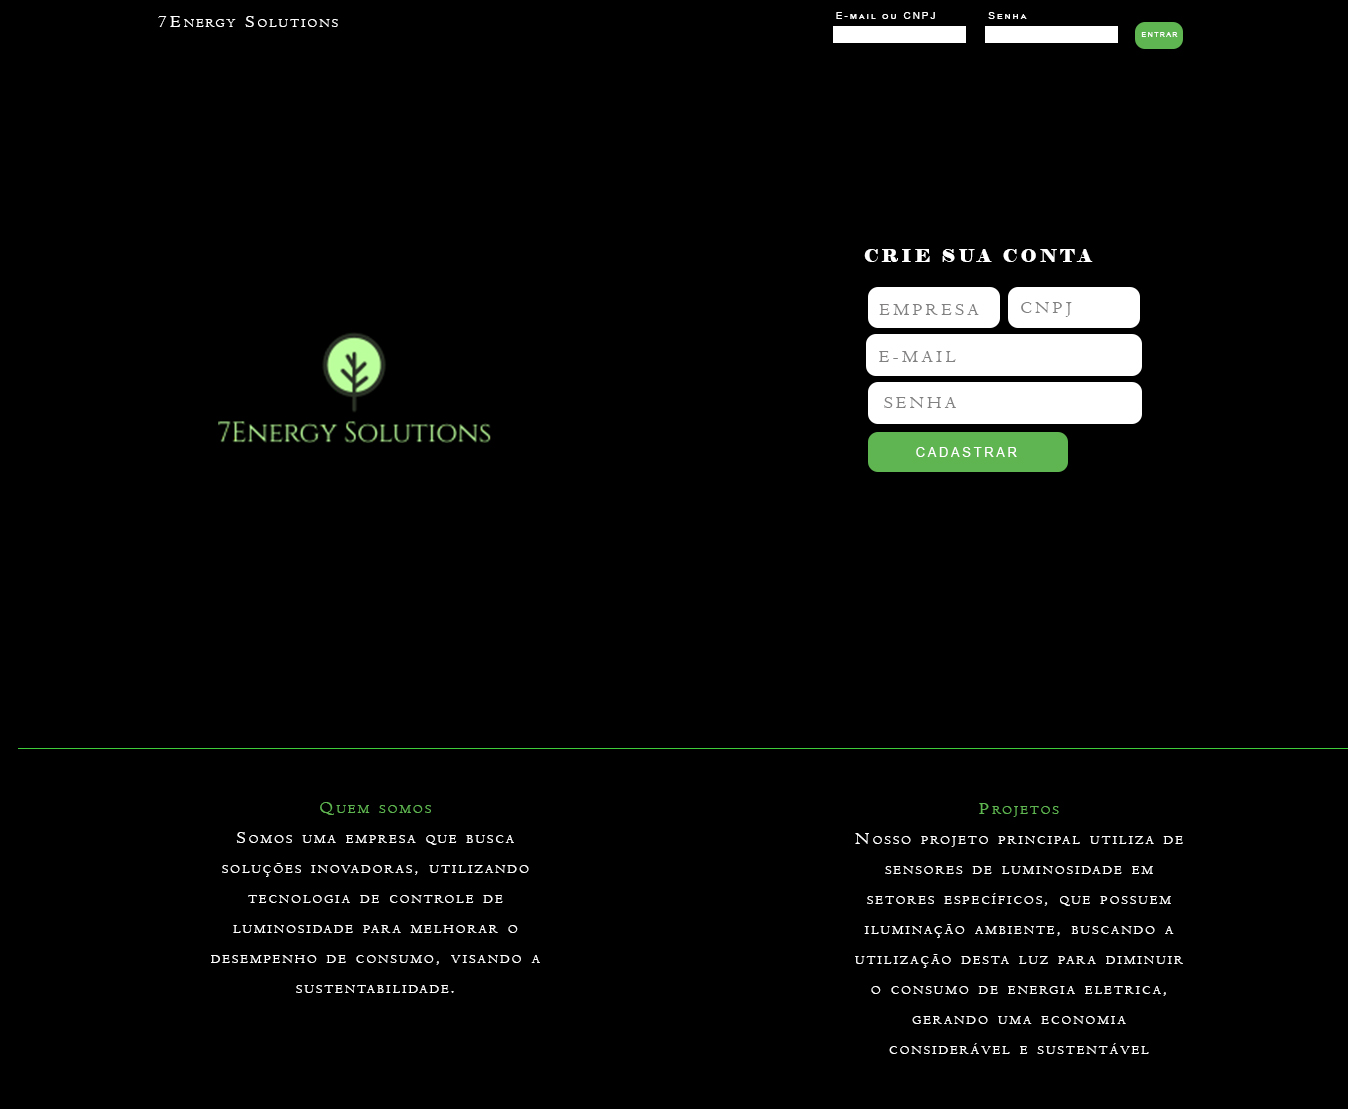 7Energy Solutions
E-mail ou CNPJ
Senha
ENTRAR
CRIE SUA CONTA
EMPRESA
CNPJ
E-MAIL
SENHA
CADASTRAR
7Energy Solutions
Quem somos
Somos uma empresa que busca
soluções inovadoras, utilizando
tecnologia de controle de
luminosidade para melhorar o
desempenho de consumo, visando a
sustentabilidade.
Projetos
Nosso projeto principal utiliza de
sensores de luminosidade em
setores específicos, que possuem
iluminação ambiente, buscando a
utilização desta luz para diminuir
o consumo de energia eletrica,
gerando uma economia
considerável e sustentável